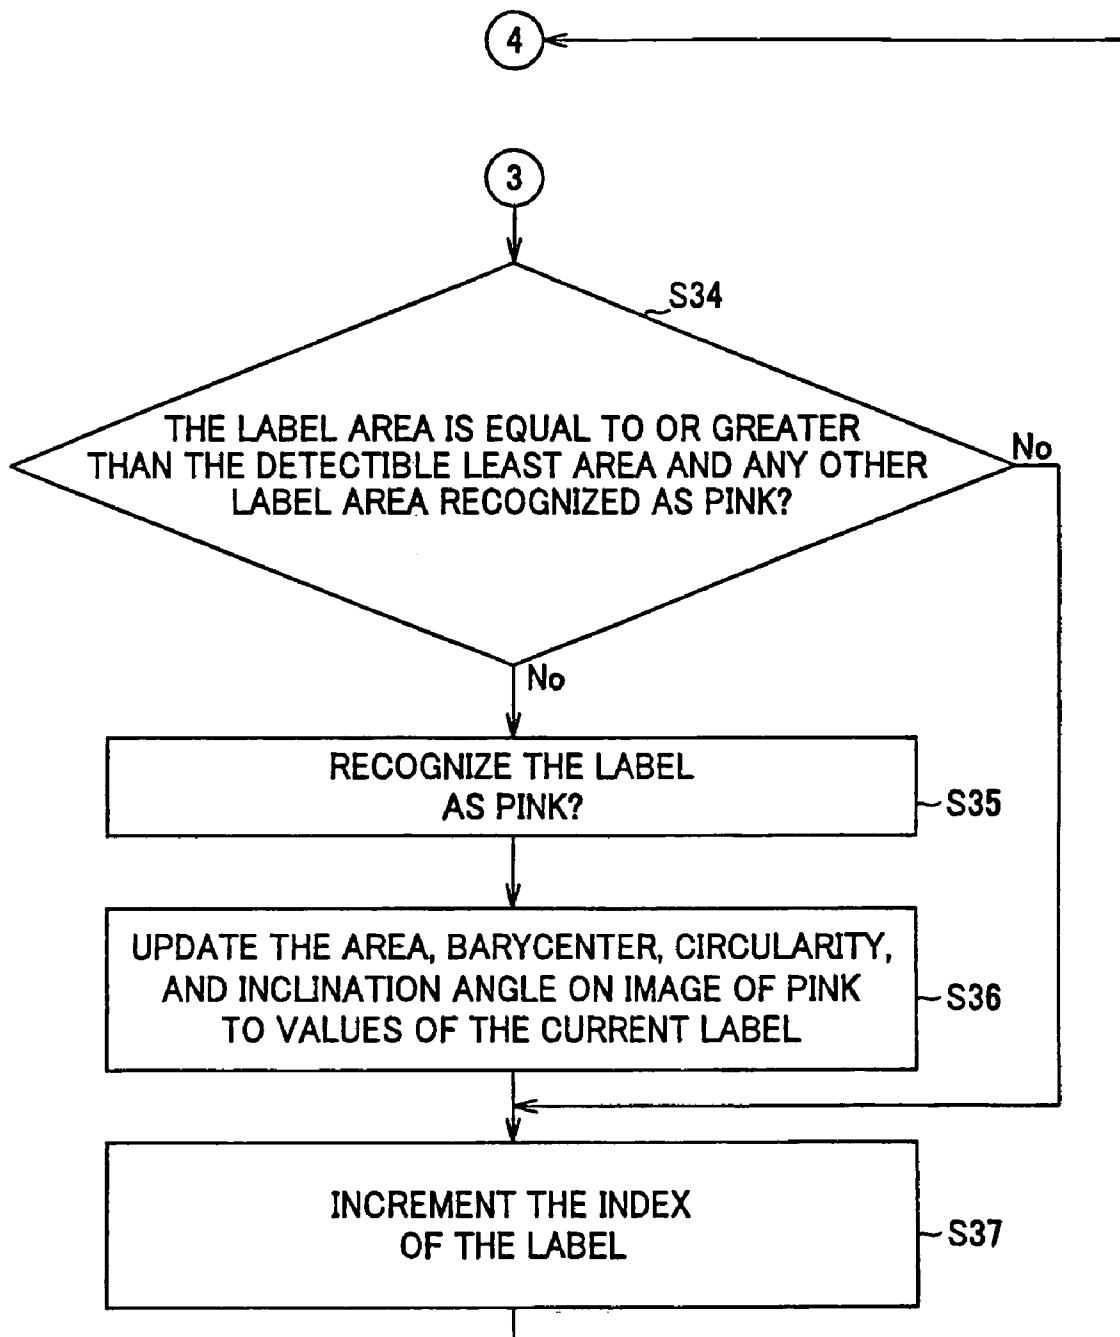 4
3
S34
THE LABEL AREA IS EQUAL TO OR GREATER
THAN THE DETECTIBLE LEAST AREA AND ANY OTHER
LABEL AREA RECOGNIZED AS PINK?
No
No
RECOGNIZE THE LABEL
AS PINK?
S35
UPDATE THE AREA, BARYCENTER, CIRCULARITY,
AND INCLINATION ANGLE ON IMAGE OF PINK
TO VALUES OF THE CURRENT LABEL
S36
INCREMENT THE INDEX
OF THE LABEL
S37